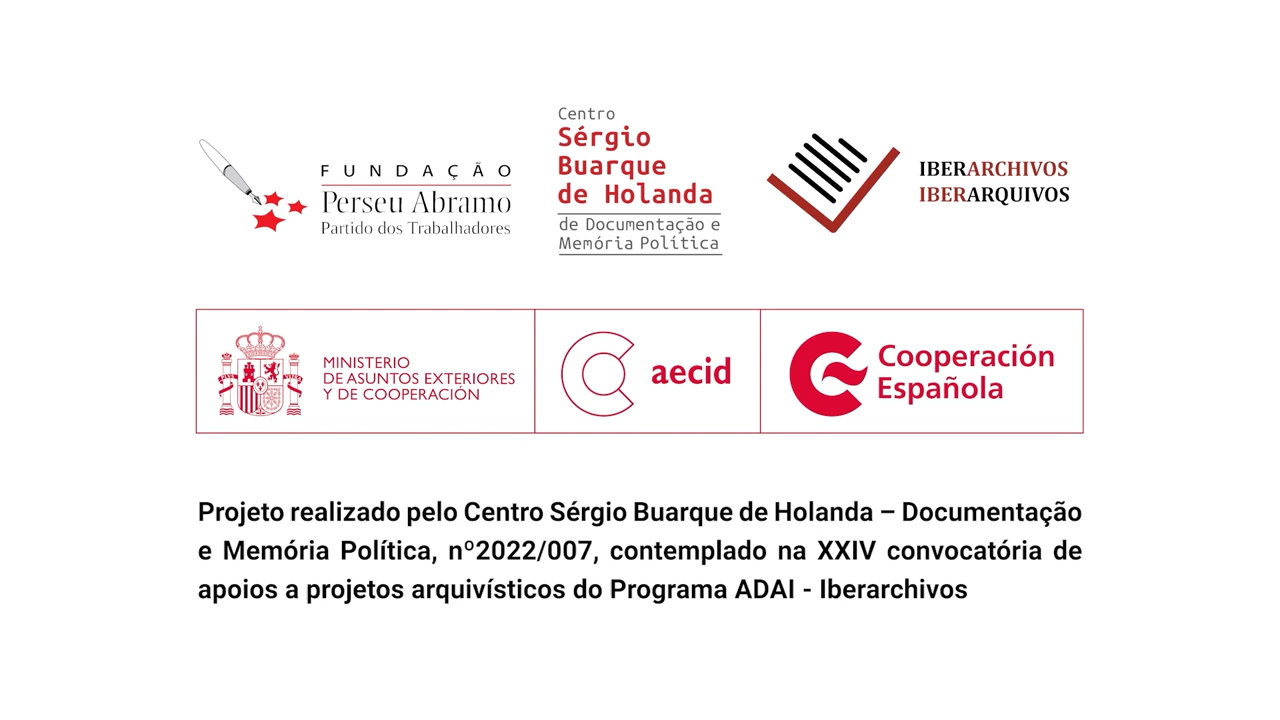 FUNDAÇÃO
Perseu Abramo
Partido dos Trabalhadores
Centro
Sérgio
Buarque
de Holanda
de Documentação e
Memória Política
IBERARCHIVOS
IBERARQUIVOS
MINISTERIO
DE ASUNTOS EXTERIORES
Y DE COOPERACIÓN
aecid
Cooperación
Española
Projeto realizado pelo Centro Sérgio Buarque de Holanda – Documentação
e Memória Política, nº2022/007, contemplado na XXIV convocatória de
apoios a projetos arquivísticos do Programa ADAI - Iberarchivos